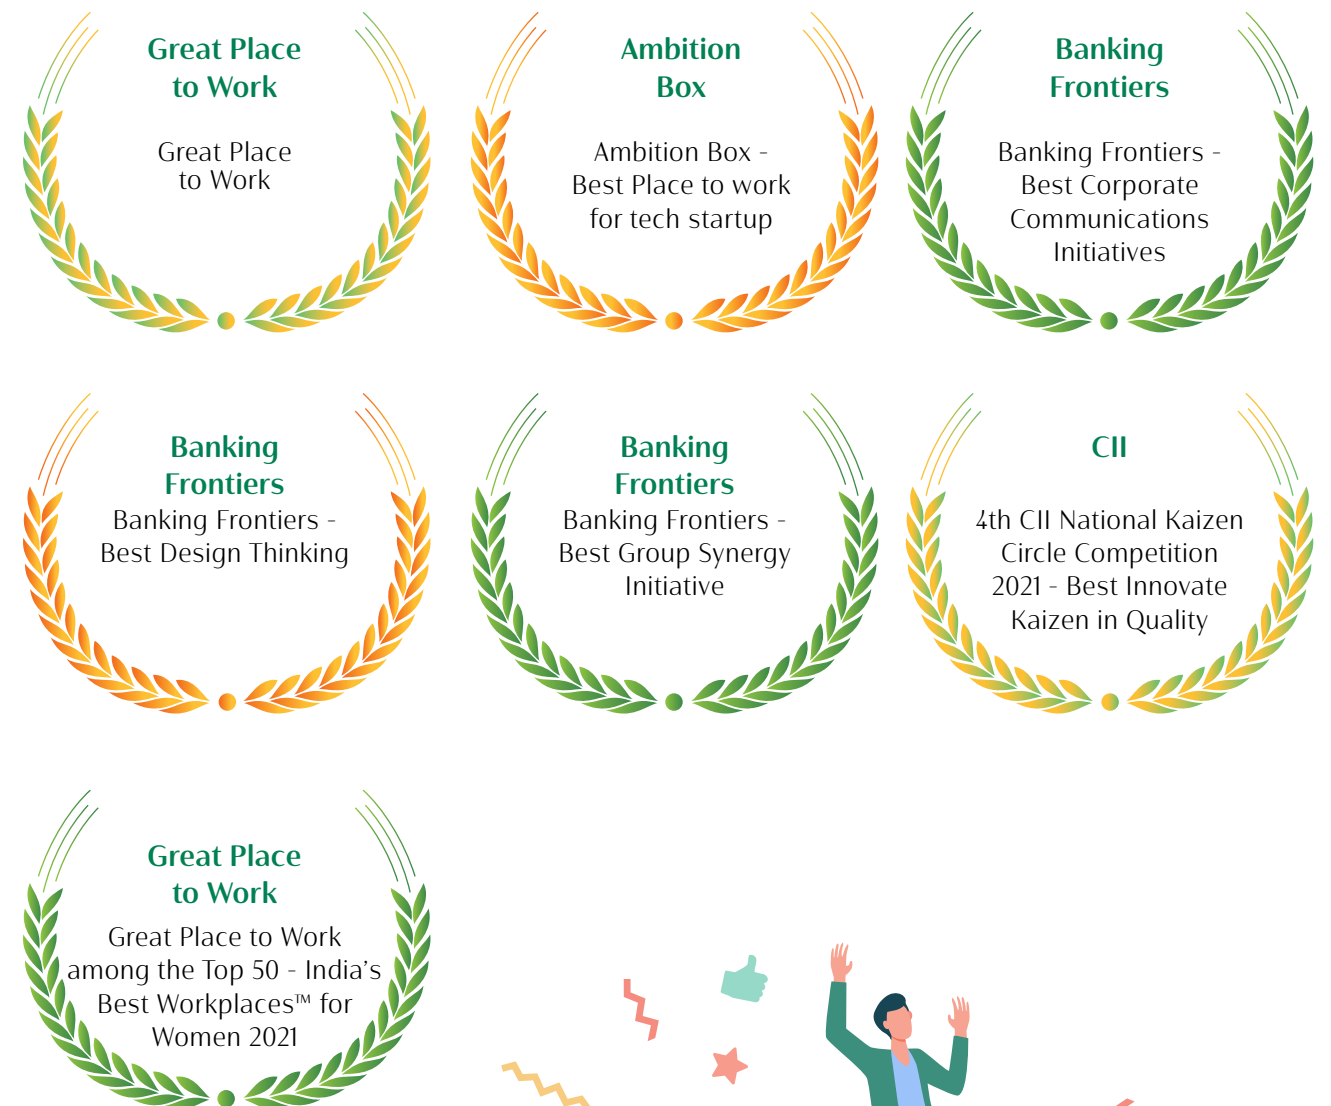 Great Place
to Work
Great Place
to Work
Ambition
Box
Ambition Box -
Best Place to work
for tech startup
Banking
Frontiers
Banking Frontiers -
Best Corporate
Communications
Initiatives
Banking
Frontiers
Banking Frontiers -
Best Design Thinking
Banking
Frontiers
Banking Frontiers -
Best Group Synergy
Initiative
CII
4th CII National Kaizen
Circle Competition
2021 - Best Innovate
Kaizen in Quality
Great Place
to Work
Great Place to Work
among the Top 50 - India’s
Best Workplaces™ for
Women 2021